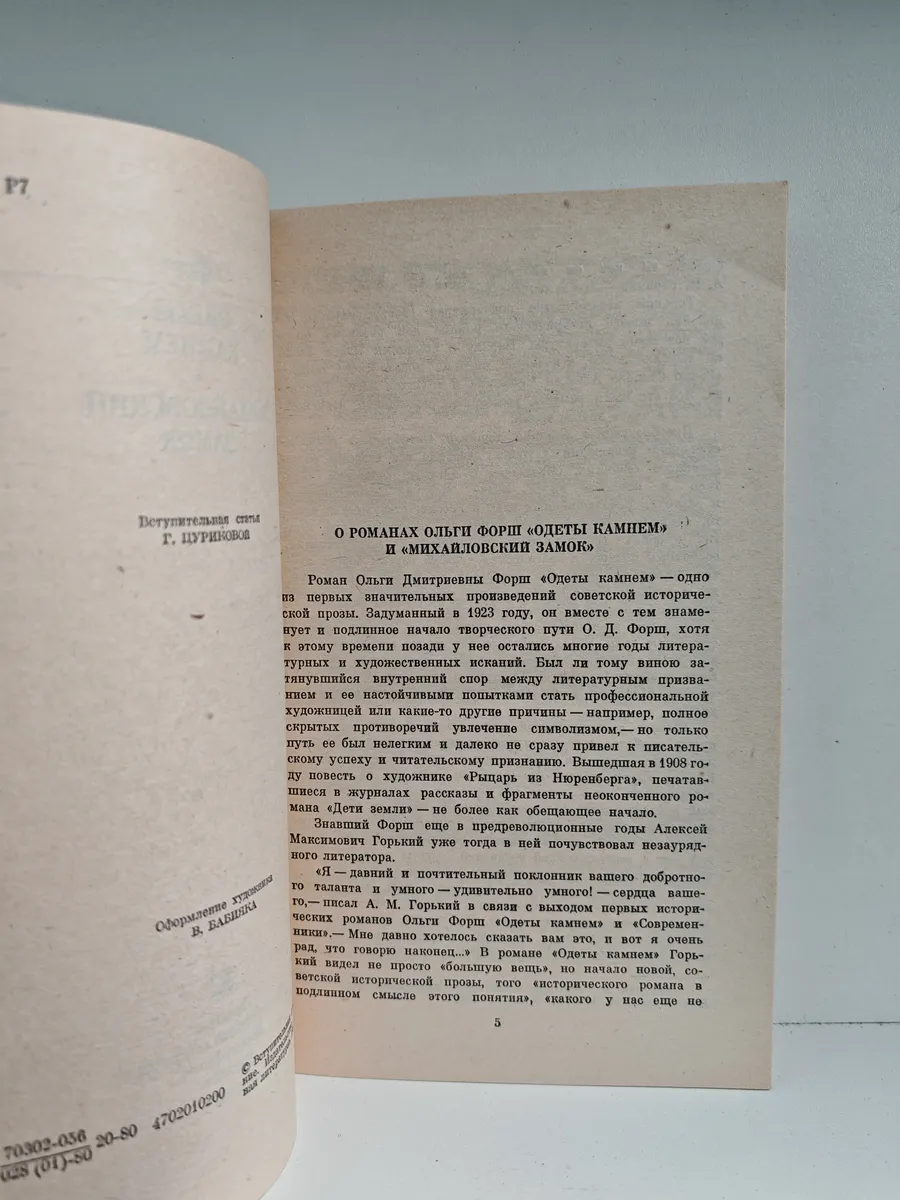 Р7
Вступительная статья
Г. ЦУРИКОВОЙ
Оформление художника
В. БАБИНКА
© Вступительн
ние. Издательст
ная литература
70302-056
028 (01)-80
20-80 4702010200
О РОМАНАХ ОЛЬГИ ФОРШ «ОДЕТЫ КАМНЕМ»
И «МИХАЙЛОВСКИЙ ЗАМОК»
Роман Ольги Дмитриевны Форш «Одеты камнем» — одно
из первых значительных произведений советской историче-
ской прозы. Задуманный в 1923 году, он вместе с тем знаме-
нует и подлинное начало творческого пути О. Д. Форш, хотя
к этому времени позади у нее остались многие годы литера-
турных и художественных исканий. Был ли тому виною за-
тянувшийся внутренний спор между литературным призва-
нием и ее настойчивыми попытками стать профессиональной
художницей или какие-то другие причины — например, полное
скрытых противоречий увлечение символизмом,— но только
путь ее был нелегким и далеко не сразу привел к писатель-
скому успеху и читательскому признанию. Вышедшая в 1908 го-
ду повесть о художнике «Рыцарь из Нюренберга», печатав-
шиеся в журналах рассказы и фрагменты неоконченного ро-
мана «Дети земли» — не более как обещающее начало.
Знавший Форш еще в предреволюционные годы Алексей
Максимович Горький уже тогда в ней почувствовал незауряд-
ного литератора.
«Я — давний и почтительный поклонник вашего добротно-
го таланта и умного — удивительно умного! — сердца ваше-
го,— писал А. М. Горький в связи с выходом первых истори-
ческих романов Ольги Форш «Одеты камнем» и «Современ-
ники».— Мне давно хотелось сказать вам это, и вот я очень
рад, что говорю наконец...» В романе «Одеты камнем» Горь-
кий видел не просто «большую вещь», но начало новой, со-
ветской исторической прозы, того «исторического романа в
подлинном смысле этого понятия», «какого у нас еще не
5